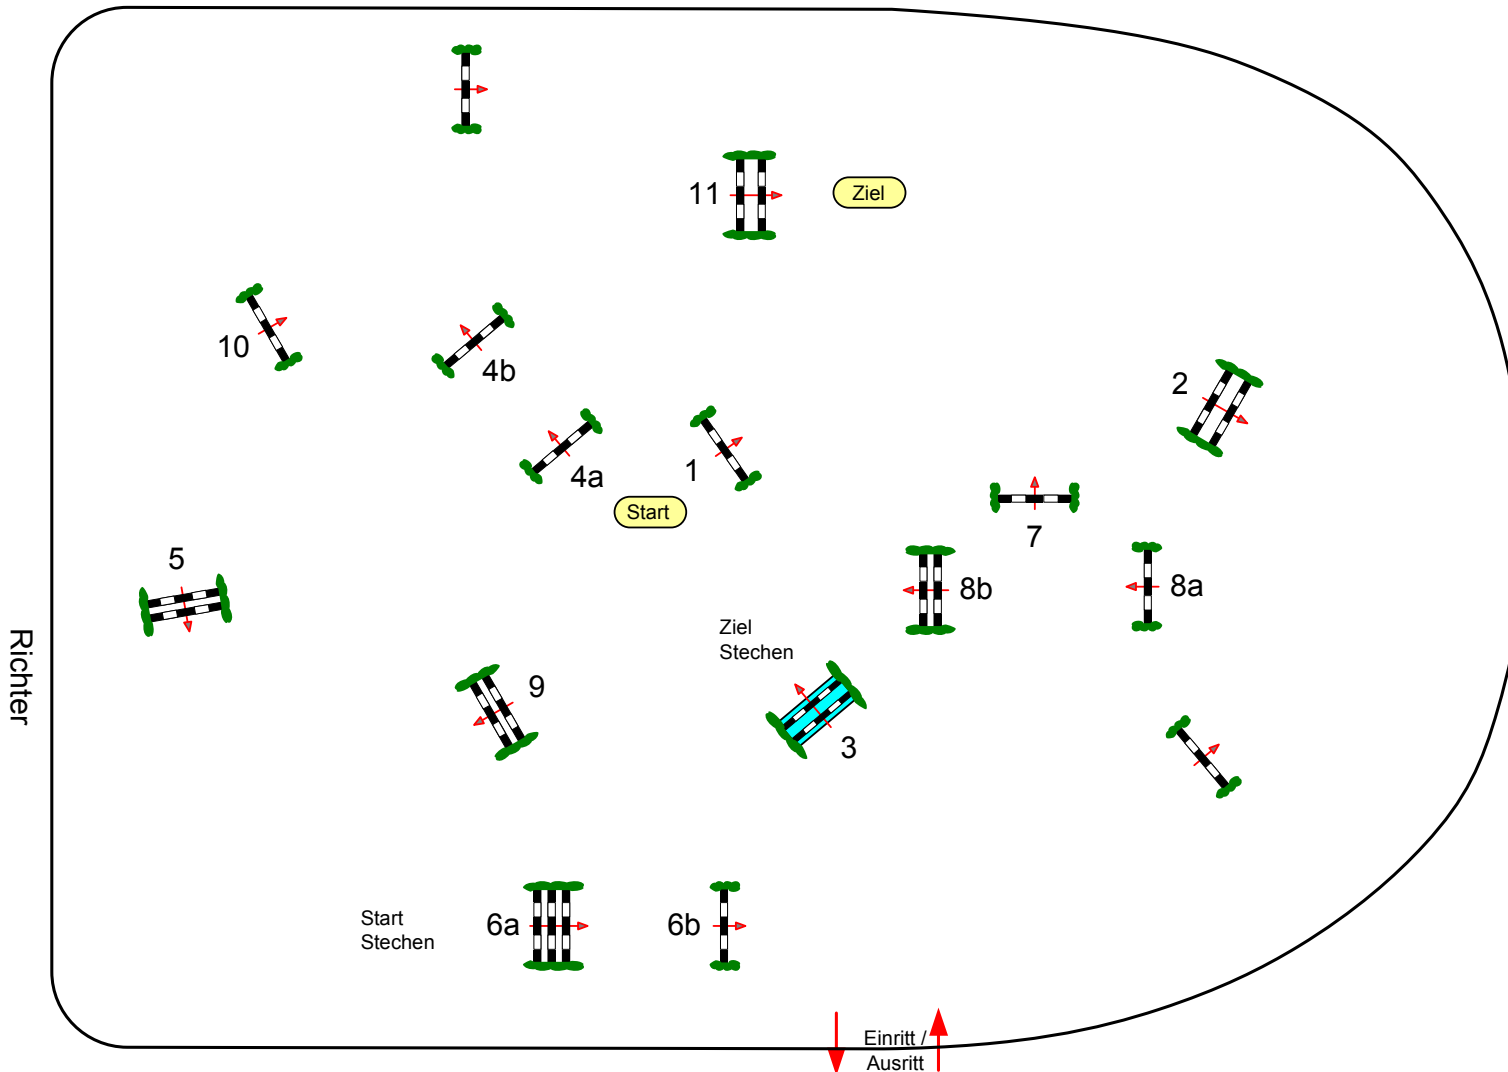 11
Ziel
10
4b
2
4a
1
Start
7
5
8b
8a
Ziel
Stechen
Richter
9
3
Start
Stechen
6a
6b
Einritt /
Ausritt